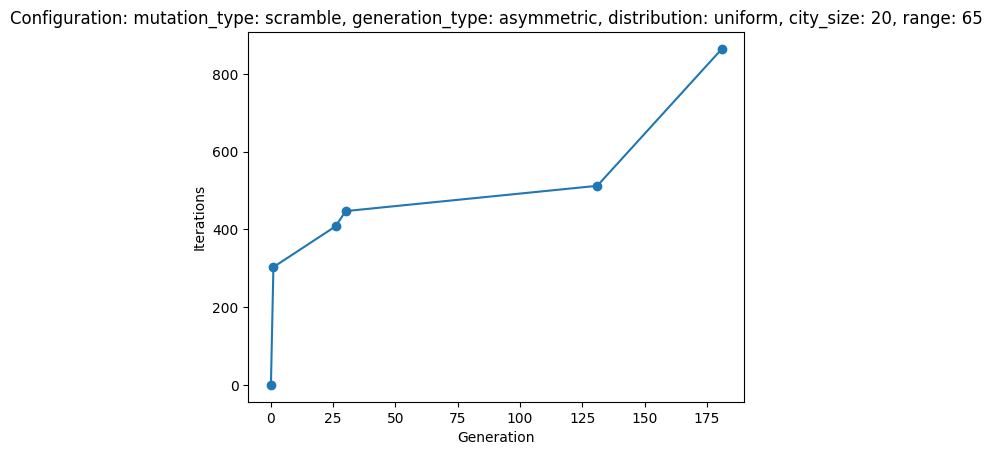 Configuration: mutation_type: scramble, generation_type: asymmetric, distribution: uniform, city_size: 20, range: 65
800
600
400
200
0
Iterations
0 25 50 75 100 125 150 175
Generation